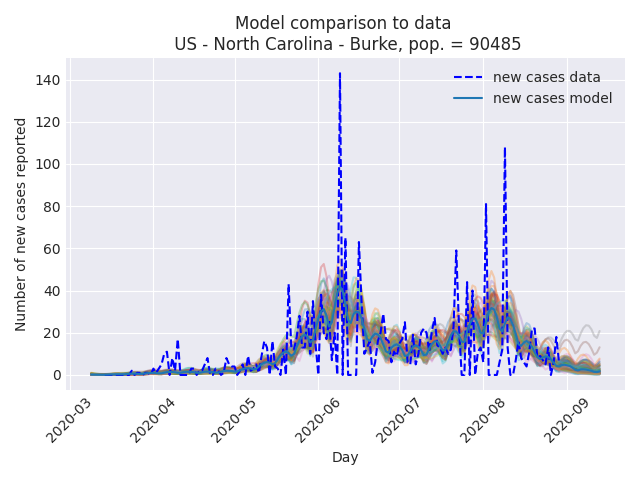 Model comparison to data
US - North Carolina - Burke, pop. = 90485
new cases data
new cases model
Number of new cases reported
140
120
100
80
60
40
20
0
2020-03
2020-04
2020-05
2020-06
2020-07
2020-08
2020-09
Day